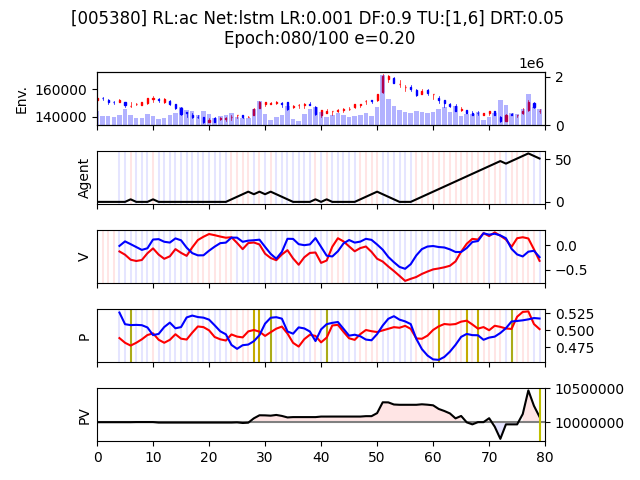 [005380] RL:ac Net:lstm LR:0.001 DF:0.9 TU:[1,6] DRT:0.05
Epoch:080/100 e=0.20
1e6
Env.
160000
140000
2
0
Agent
50
0
V
0.0
−0.5
P
0.525
0.500
0.475
PV
10500000
10000000
0 10 20 30 40 50 60 70 80